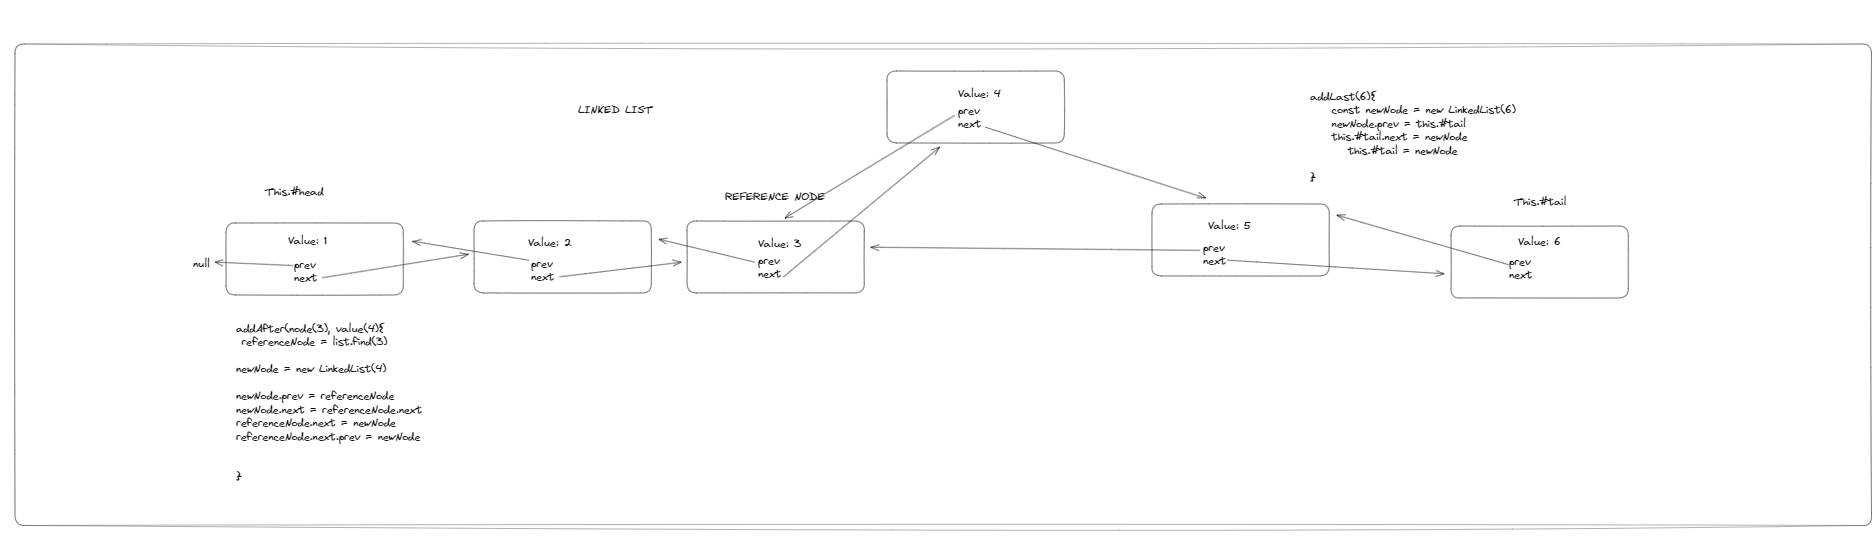 LINKED LIST
Value: 4
prev
next
addLast(6){
const newNode = new LinkedList(6)
newNode.prev = this.#tail
this.#tail.next = newNode
this.#tail = newNode
}
This.#head
REFERENCE NODE
This.#tail
null
Value: 1
prev
next
Value: 2
prev
next
Value: 3
prev
next
Value: 5
prev
next
Value: 6
prev
next
addAfter(node(3), value(4){
referenceNode = list.find(3)
newNode = new LinkedList(4)
newNode.prev = referenceNode
newNode.next = referenceNode.next
referenceNode.next = newNode
referenceNode.next.prev = newNode
}